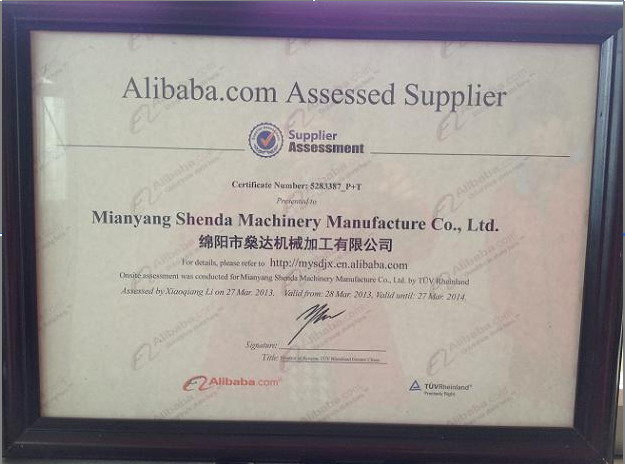 Alibaba.com Assessed Supplier
Supplier
Assessment
Certificate Number: 5283387_P+T
Presented to
Mianyang Shenda Machinery Manufacture Co., Ltd.
绵阳市燊达机械加工有限公司
For details, please refer to http://mysdjx.en.alibaba.com
Onsite assessment was conducted for Mianyang Shenda Machinery Manufacture Co., Ltd. by TÜV Rheinland
Assessed by Xiaoqiang Li on 27 Mar. 2013. Valid from: 28 Mar. 2013, Valid until: 27 Mar. 2014.
Signature:
Title:
Alibaba.com®
TÜVRheinland®
Precisely Right.